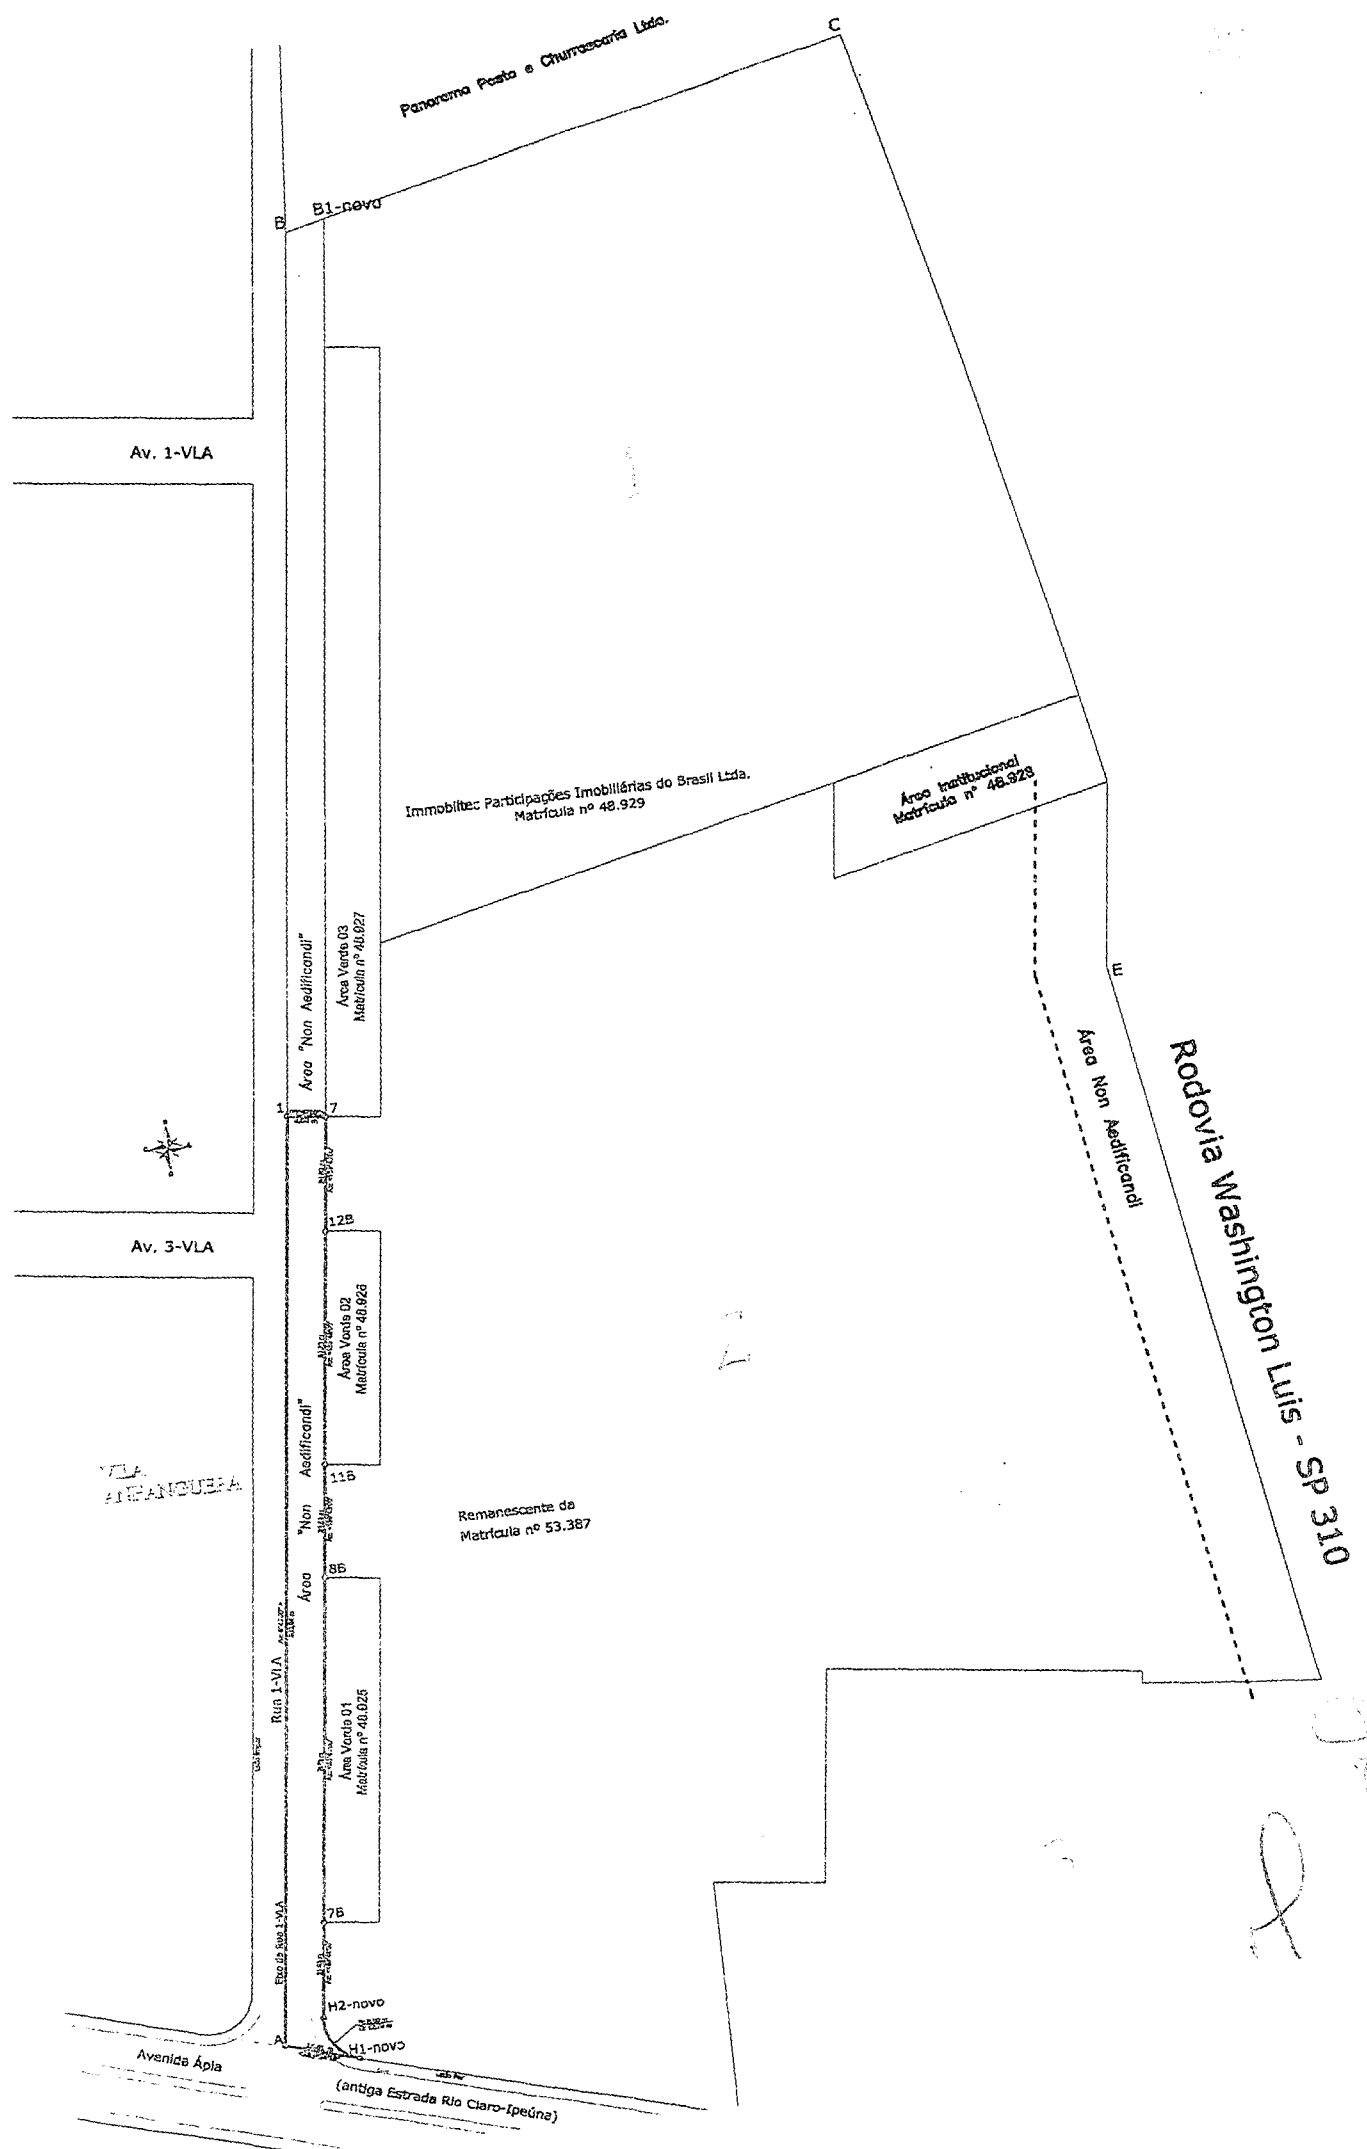 C
Panorama Posto e Churrascaria Ltda.
B
B1-novo
Av. 1-VLA
Immobiltec Participações Imobiliárias do Brasil Ltda.
Matrícula nº 48.929
Área Institucional
Matrícula nº 48.928
Área "Non Aedificandi"
Área Verde 03
Matrícula nº 48.927
E
Área Non Aedificandi
Rodovia Washington Luis - SP 310
1
7
12B
Av. 3-VLA
Área Verde 02
Matrícula nº 48.926
Área "Non Aedificandi"
11B
Remanescente da
Matrícula nº 53.387
8B
Rua 1-VLA
Área Verde 01
Matrícula nº 48.925
7B
Eixo da Rua 1-VLA
H2-novo
A
H1-novo
Avenida Ápia
(antiga Estrada Rio Claro-Ipeúna)